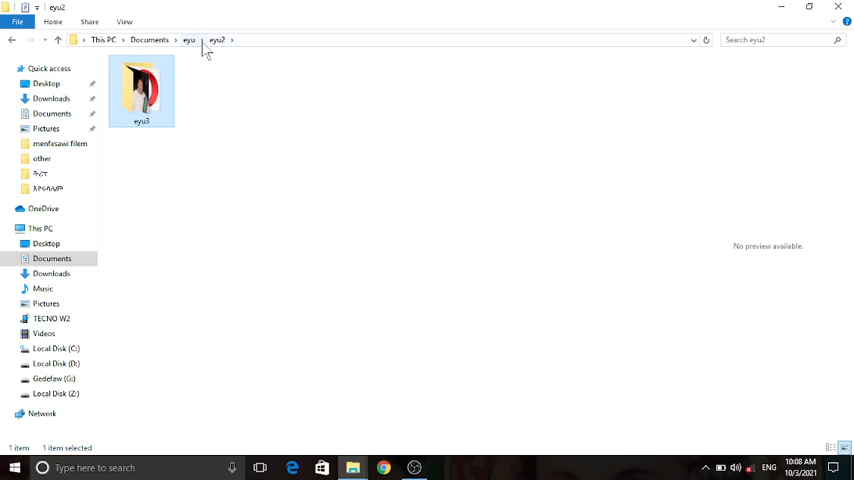 eyu2
File Home Share View
This PC > Documents > eyu > eyu2 >
Search eyu2
Quick access
Desktop
Downloads
Documents
Pictures
menfesawi filem
other
ትረፕ
እየሩሳሌም
OneDrive
This PC
Desktop
Documents
Downloads
Music
Pictures
TECNO W2
Videos
Local Disk (C:)
Local Disk (D:)
Gedefaw (G:)
Local Disk (Z:)
Network
eyu3
No preview available.
1 item 1 item selected
Type here to search
ENG
10:08 AM
10/3/2021